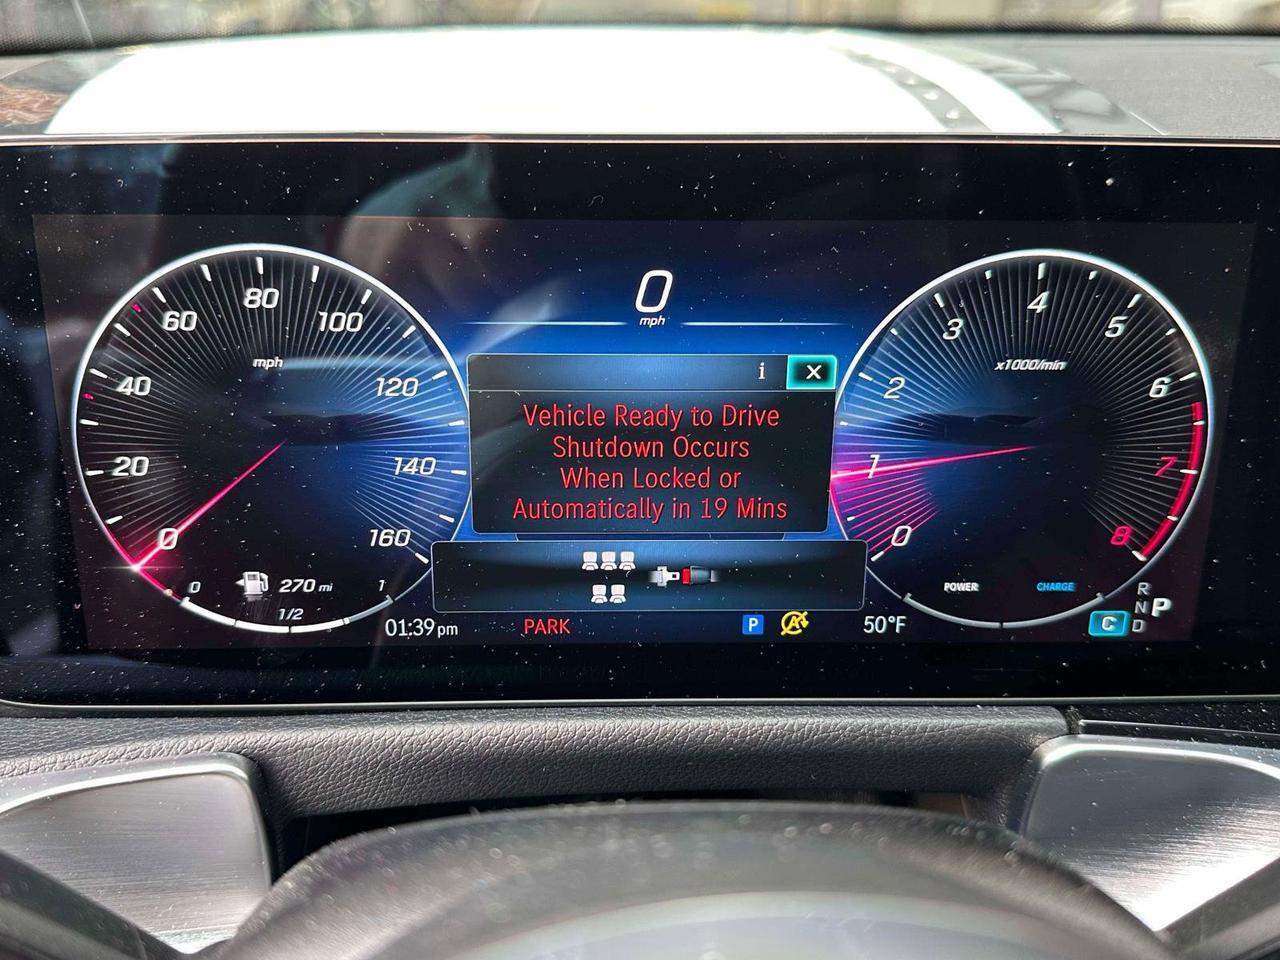 0
mph
i X
Vehicle Ready to Drive
Shutdown Occurs
When Locked or
Automatically in 19 Mins
0 20 40 60 80 100 120 140 160
mph
0 1/2 1
270 mi
01:39pm
PARK
P
A
50°F
0 1 2 3 4 5 6 7 8
x1000/min
POWER CHARGE
C
R
N P
D